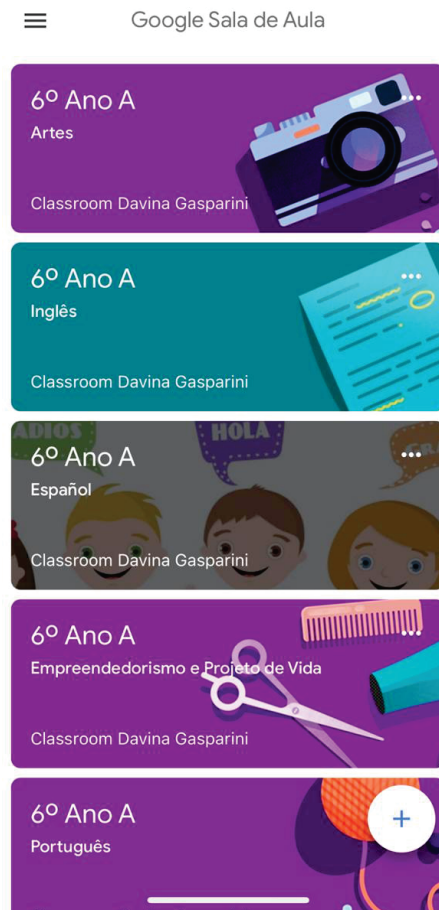 Google Sala de Aula
6º Ano A
Artes
Classroom Davina Gasparini
6º Ano A
Inglês
Classroom Davina Gasparini
ADIOS
HOLA
6º Ano A
Español
Classroom Davina Gasparini
6º Ano A
Empreendedorismo e Projeto de Vida
Classroom Davina Gasparini
6º Ano A
Português